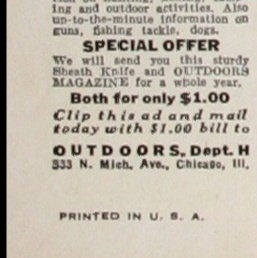 ing and outdoor activities. Also
up-to-the-minute information on
guns, fishing tackle, dogs.
SPECIAL OFFER
We will send you this sturdy
Sheath Knife and OUTDOORS
MAGAZINE for a whole year.
Both for only $1.00
Clip this ad and mail
today with $1.00 bill to
OUTDOORS, Dept. H
333 N. Mich. Ave., Chicago, Ill.
PRINTED IN U. S. A.